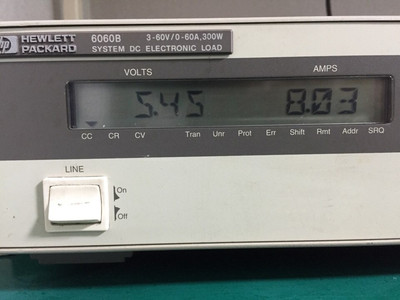 hp HEWLETT PACKARD 6060B 3-60V/0-60A,300W
SYSTEM DC ELECTRONIC LOAD
VOLTS AMPS
5.45 8.03
CC CR CV Tran Unr Prot Err Shift Rmt Addr SRQ
LINE
On
Off